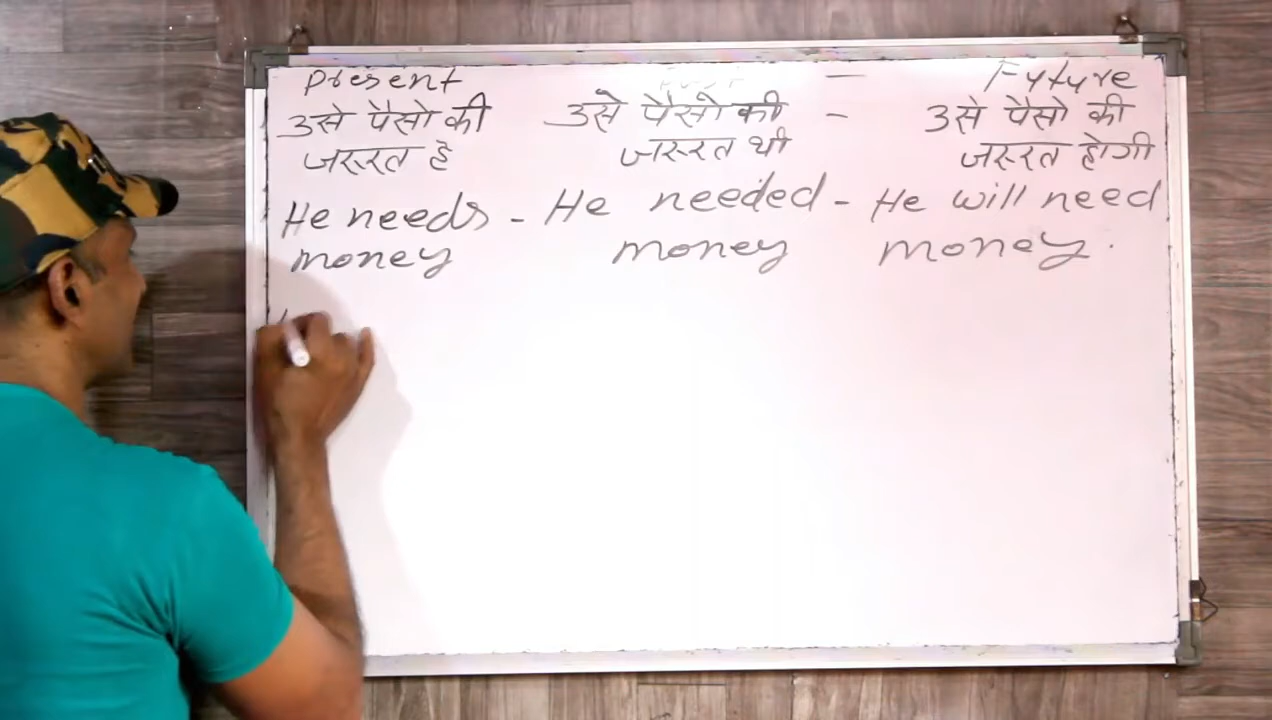 Present - Future
उसे पैसो की उसे पैसो की - उसे पैसो की
जरूरत है जरूरत थी जरूरत होगी
He needs - He needed - He will need
money money money.